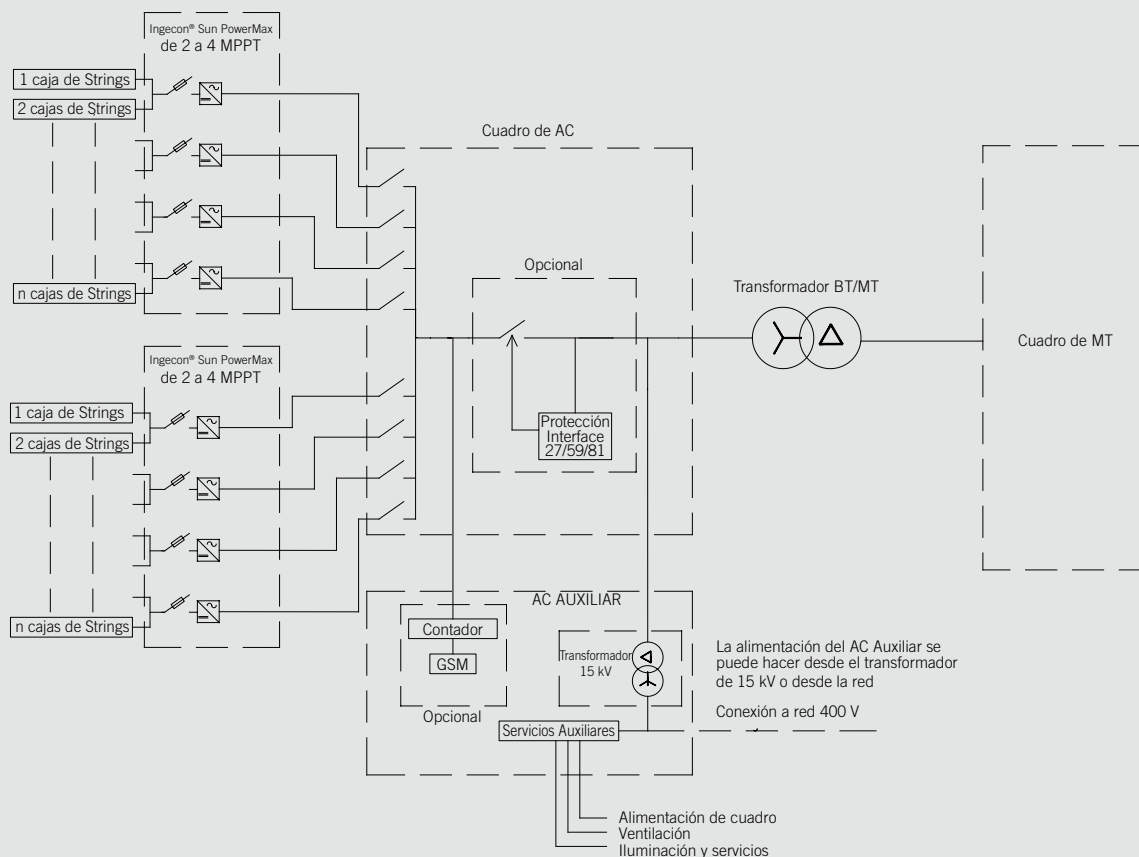 Ingecon® Sun PowerMax
de 2 a 4 MPPT
1 caja de Strings
2 cajas de Strings
n cajas de Strings
Cuadro de AC
Opcional
Protección
Interface
27/59/81
Transformador BT/MT
Cuadro de MT
Ingecon® Sun PowerMax
de 2 a 4 MPPT
1 caja de Strings
2 cajas de Strings
n cajas de Strings
AC AUXILIAR
Contador
GSM
Opcional
Transformador
15 kV
Servicios Auxiliares
La alimentación del AC Auxiliar se
puede hacer desde el transformador
de 15 kV o desde la red
Conexión a red 400 V
Alimentación de cuadro
Ventilación
Iluminación y servicios